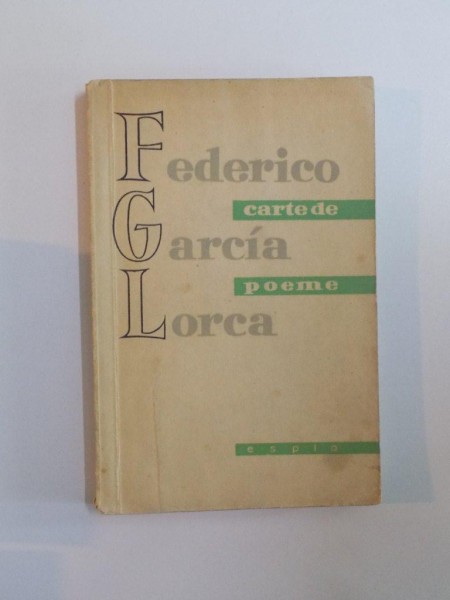 Federico
carte de
García
poeme
Lorca
espla